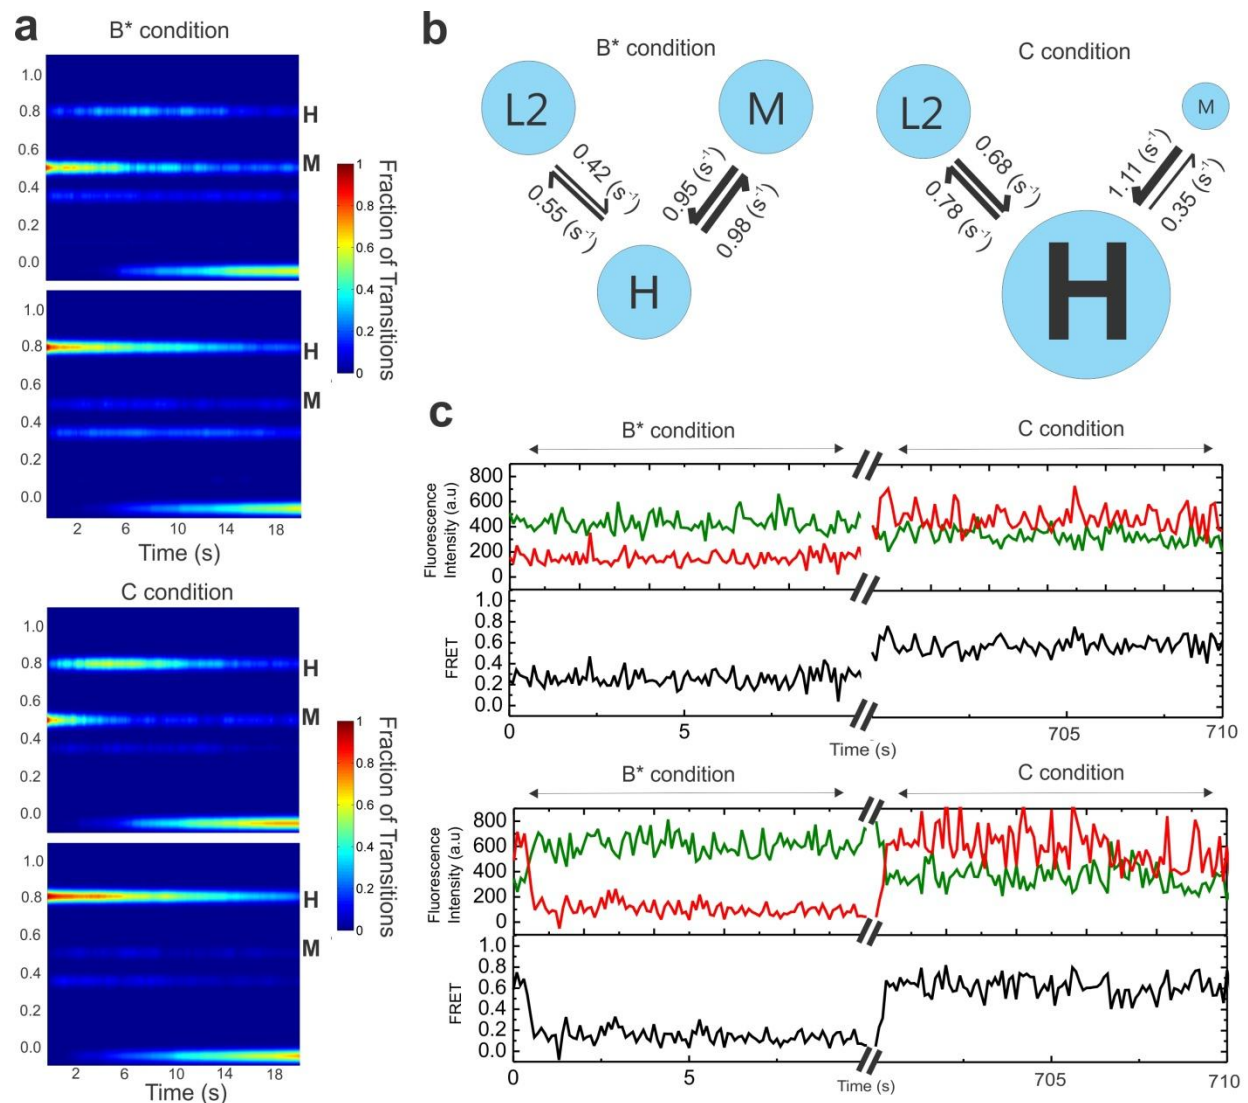 a
B* condition
1.0
0.8
0.6
0.4
0.2
0.0
H
M
1.0
0.8
0.6
0.4
0.2
0.0
H
M
2 6 10 14 20
Time (s)
1
0.8
0.6
0.4
0.2
0
Fraction of Transitions
C condition
1.0
0.8
0.6
0.4
0.2
0.0
H
M
1.0
0.8
0.6
0.4
0.2
0.0
H
M
2 6 10 14 18 20
Time (s)
1
0.8
0.6
0.4
0.2
0
Fraction of Transitions
b
B* condition
L2
M
H
0.42 (s⁻¹)
0.55 (s⁻¹)
0.95 (s⁻¹)
0.98 (s⁻¹)
C condition
L2
M
H
0.68 (s⁻¹)
0.78 (s⁻¹)
1.11 (s⁻¹)
0.35 (s⁻¹)
c
B* condition
C condition
Fluorescence
Intensity (a.u)
800
600
400
200
0
FRET
1.0
0.8
0.6
0.4
0.2
0.0
0 5 705 710
Time (s)
B* condition
C condition
Fluorescence
Intensity (a.u)
800
600
400
200
0
FRET
1.0
0.8
0.6
0.4
0.2
0.0
0 5 705 710
Time (s)